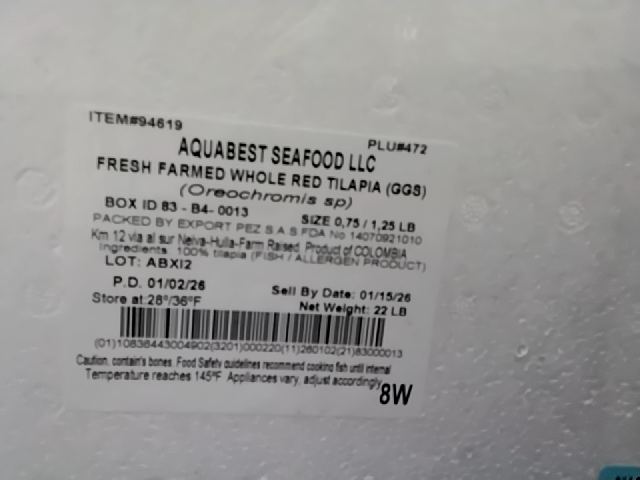 ITEM#94619
PLU#472
AQUABEST SEAFOOD LLC
FRESH FARMED WHOLE RED TILAPIA (GGS)
(Oreochromis sp)
BOX ID 83 - B4- 0013
SIZE 0,75 / 1,25 LB
PACKED BY EXPORT PEZ S A S FDA No 14070921010
Km 12 via al sur Neiva-Huila-Farm Raised, Product of COLOMBIA
Ingredients 100% tilapia (FISH / ALLERGEN PRODUCT)
LOT: ABXI2
P.D. 01/02/26
Sell By Date: 01/15/26
Store at 28º/36ºF
Net Weight: 22 LB
(01)10836443004902(3201)000220(11)260102(21)83000013
Caution, contain's bones. Food Safety guidelines recommend cooking fish until internal
Temperature reaches 145ºF. Appliances vary, adjust accordingly.
8W